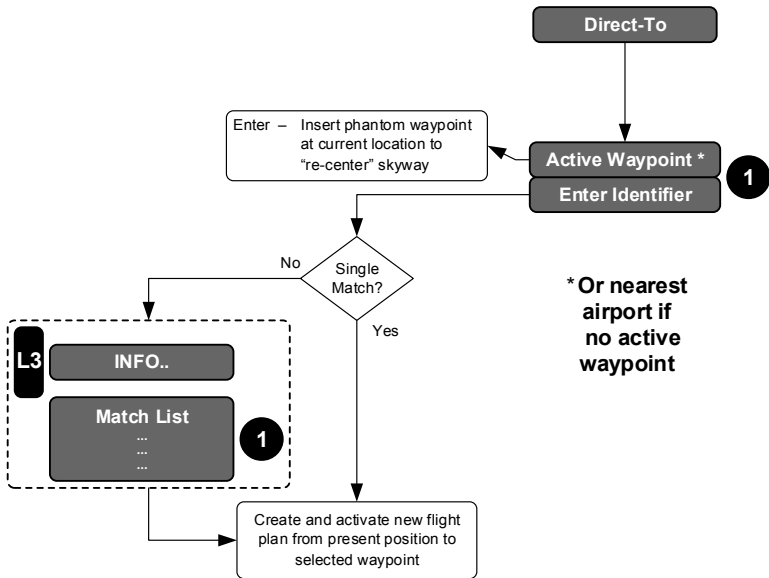 Direct-To
Enter – Insert phantom waypoint
at current location to
“re-center” skyway
Active Waypoint *
Enter Identifier
1
Single
Match?
No
Yes
* Or nearest
airport if
no active
waypoint
L3
INFO..
Match List
...
...
...
1
Create and activate new flight
plan from present position to
selected waypoint